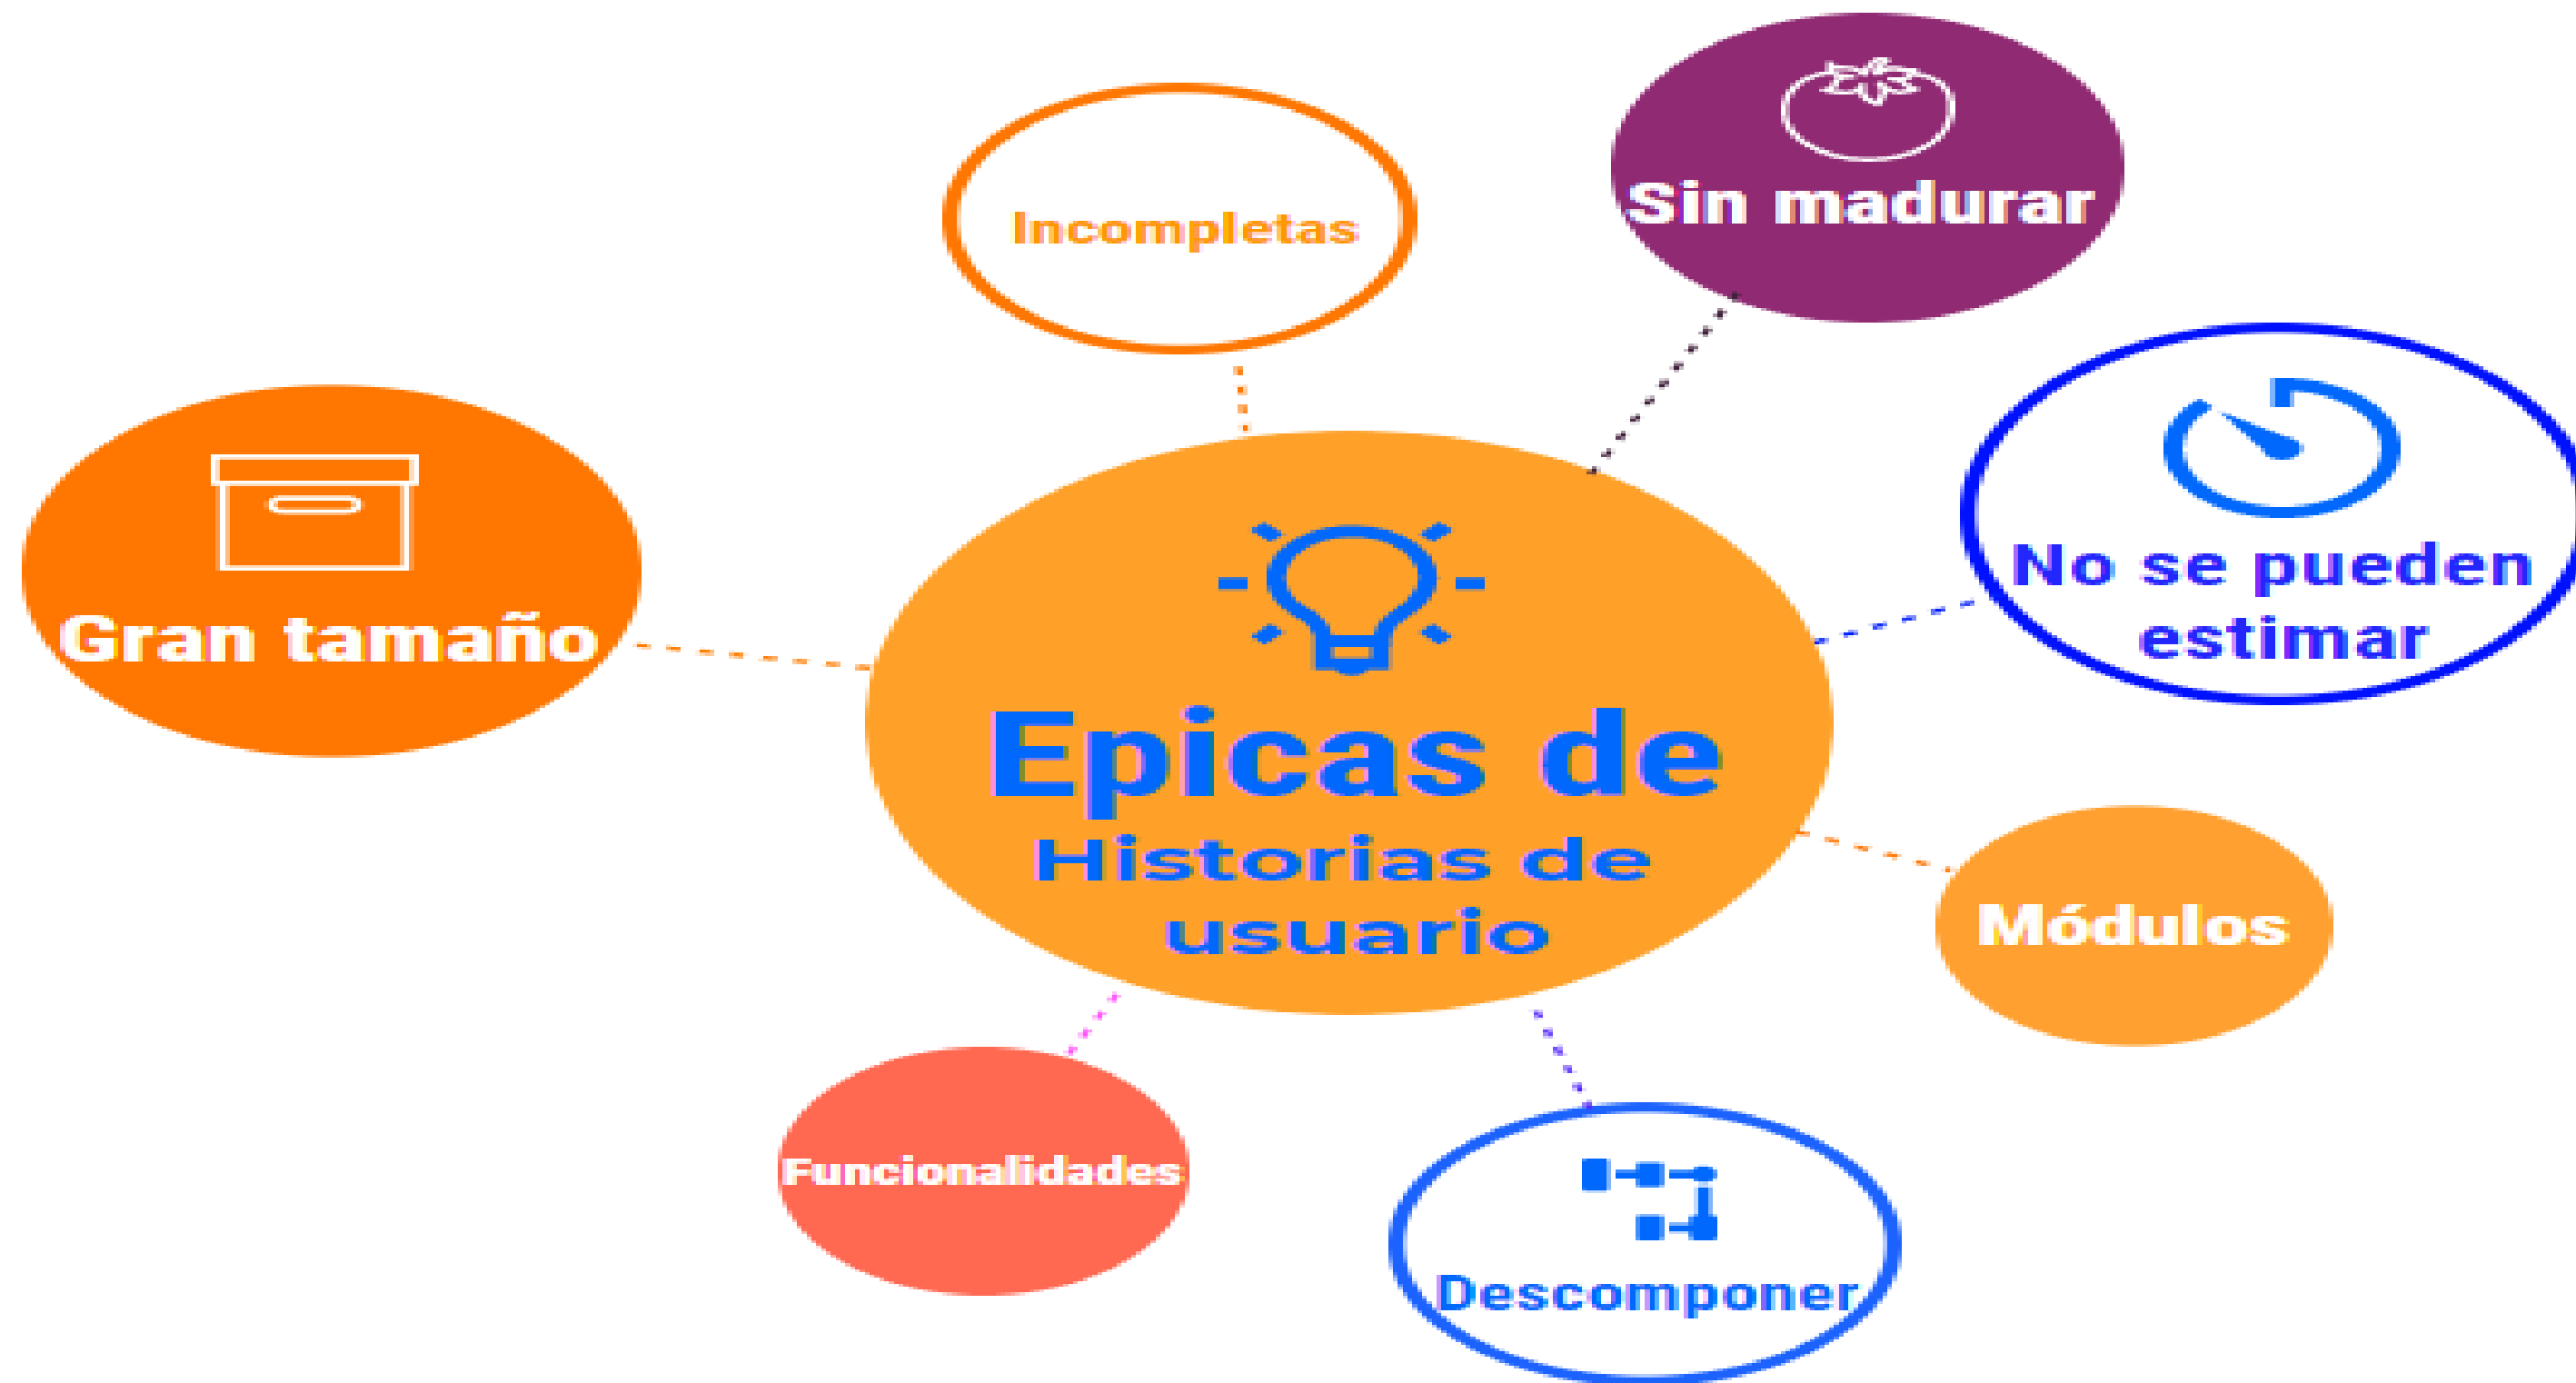 Sin madurar
Incompletas
No se pueden
estimar
Gran tamaño
Epicas de
Historias de
usuario
Módulos
Funcionalidades
Descomponer